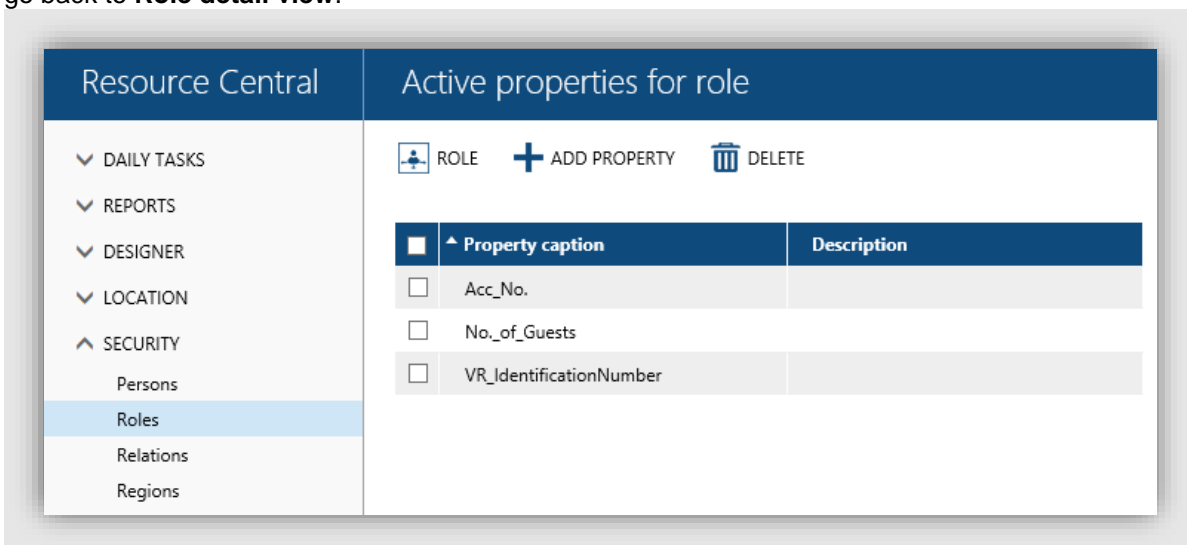 go back to Role detail view.
Resource Central
Active properties for role
DAILY TASKS
REPORTS
DESIGNER
LOCATION
SECURITY
Persons
Roles
Relations
Regions
ROLE ADD PROPERTY DELETE
Property caption Description
Acc_No.
No._of_Guests
VR_IdentificationNumber